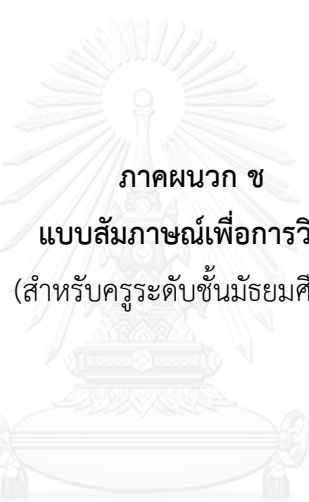 ภาคผนวก ซ
แบบสัมภาษณ์เพื่อการวิ
(สำหรับครูระดับชั้นมัธยมศึ